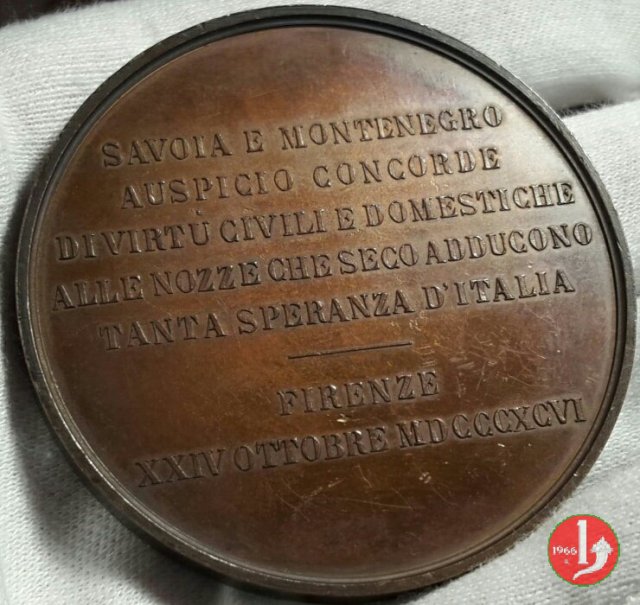 SAVOIA E MONTENEGRO
AUSPICIO CONCORDE
DI VIRTÙ CIVILI E DOMESTICHE
ALLE NOZZE CHE SECO ADDUCONO
TANTA SPERANZA D'ITALIA
FIRENZE
XXIV OTTOBRE MDCCCXCVI
1966